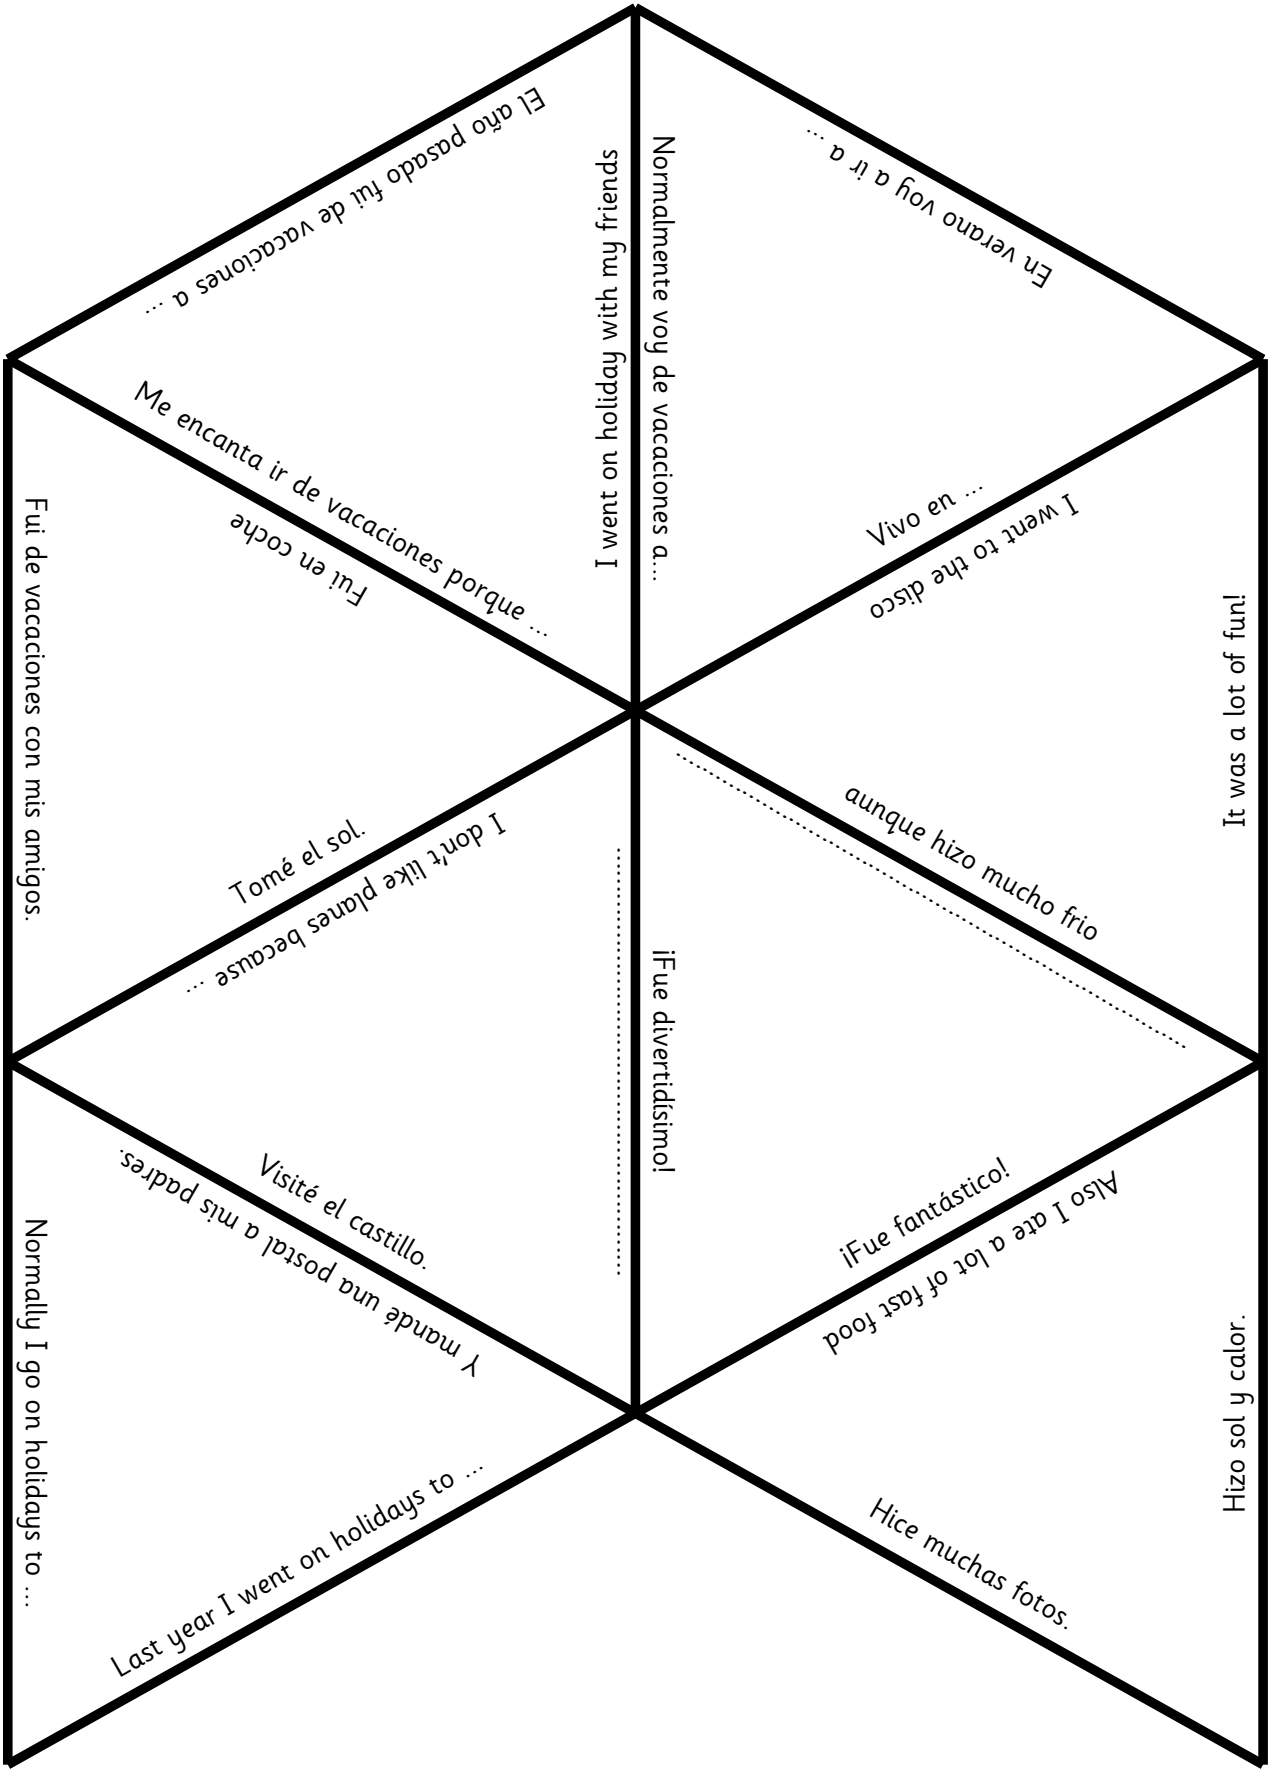 El año pasado fui de vacaciones a ...
I went on holiday with my friends
Me encanta ir de vacaciones porque ...
Normalmente voy de vacaciones a...
En verano voy a ir a ...
Vivo en ...
Fui de vacaciones con mis amigos.
Fui en coche
Tomé el sol.
I went to the disco
It was a lot of fun!
aunque hizo mucho frio
I don't like planes because ...
Visité el castillo.
¡Fue divertidísimo!
¡Fue fantástico!
Normally I go on holidays to ...
Y mandé una postal a mis padres.
Last year I went on holidays to ...
Also I ate a lot of fast food
Hizo sol y calor.
Hice muchas fotos.